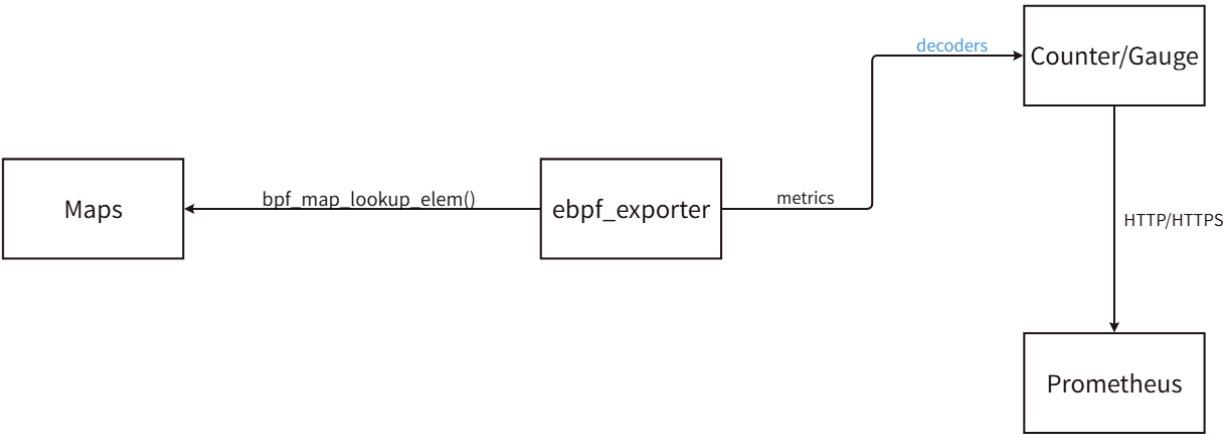 decoders
Counter/Gauge
Maps
bpf_map_lookup_elem()
ebpf_exporter
metrics
HTTP/HTTPS
Prometheus